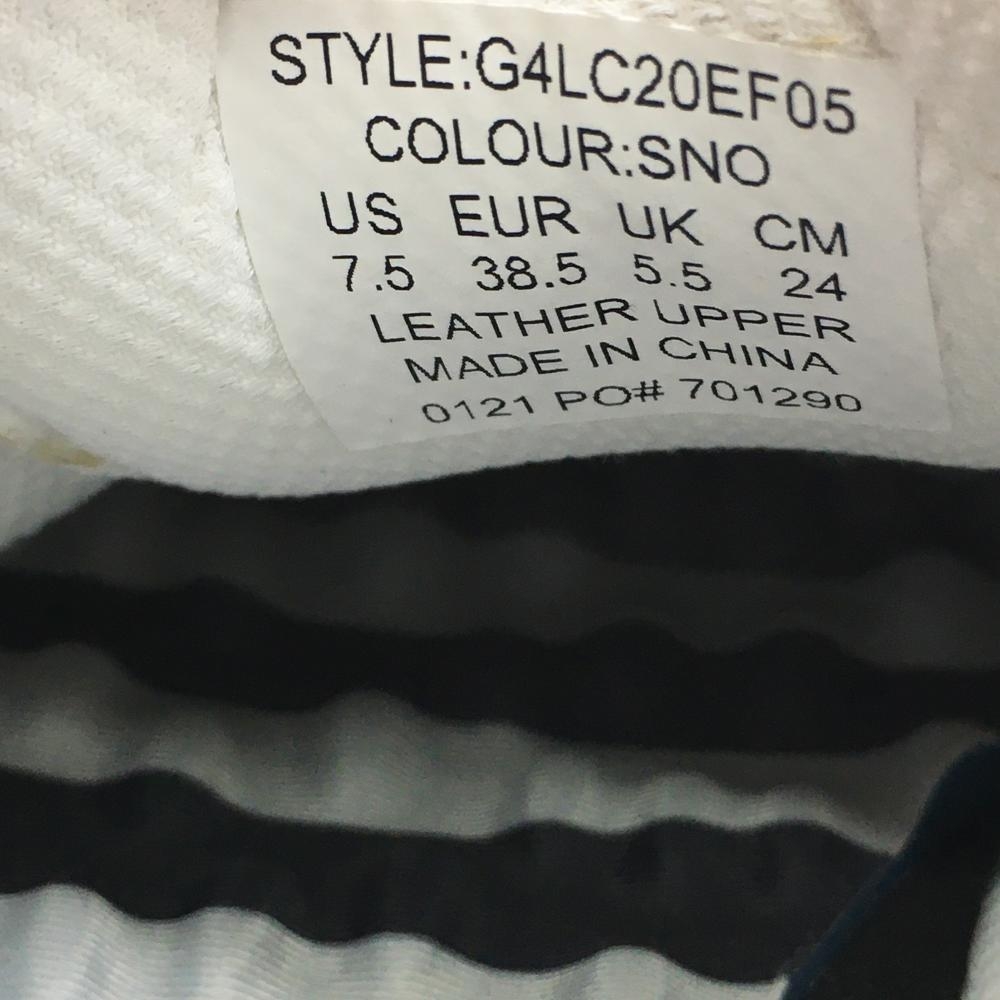 STYLE:G4LC20EF05
COLOUR:SNO
US EUR UK CM
7.5 38.5 5.5 24
LEATHER UPPER
MADE IN CHINA
0121 PO# 701290